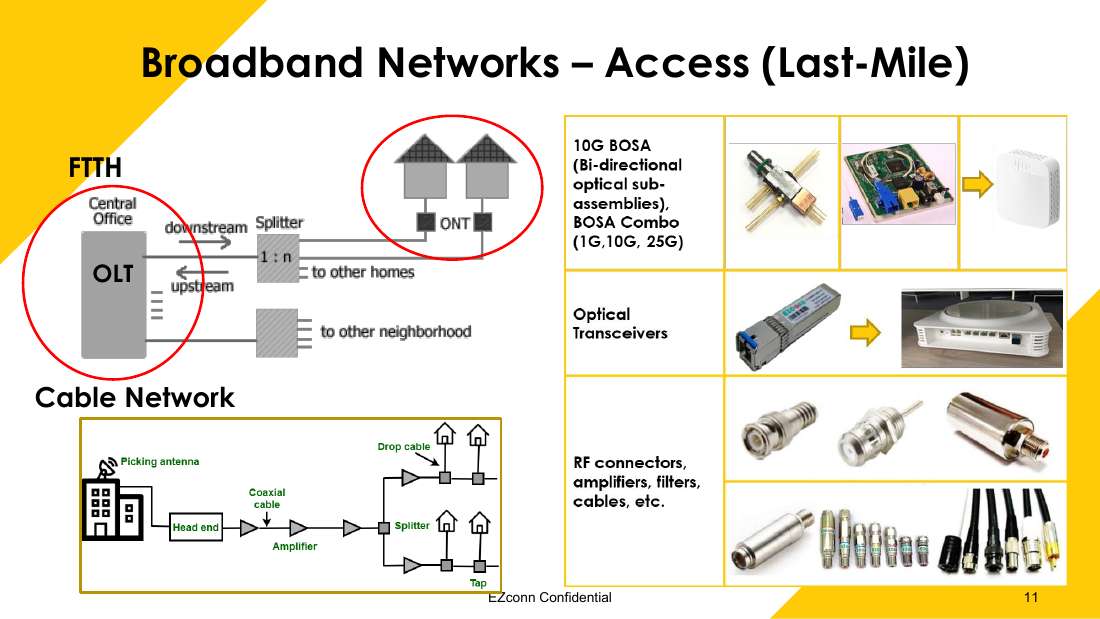 Broadband Networks – Access (Last-Mile)
FTTH
Central
Office
OLT
downstream
upstream
Splitter
1 : n
ONT
to other homes
to other neighborhood
Cable Network
Picking antenna
Head end
Coaxial
cable
Amplifier
Drop cable
Splitter
Tap
10G BOSA
(Bi-directional
optical sub-
assemblies),
BOSA Combo
(1G,10G, 25G)
Optical
Transceivers
RF connectors,
amplifiers, filters,
cables, etc.
EZconn Confidential
11